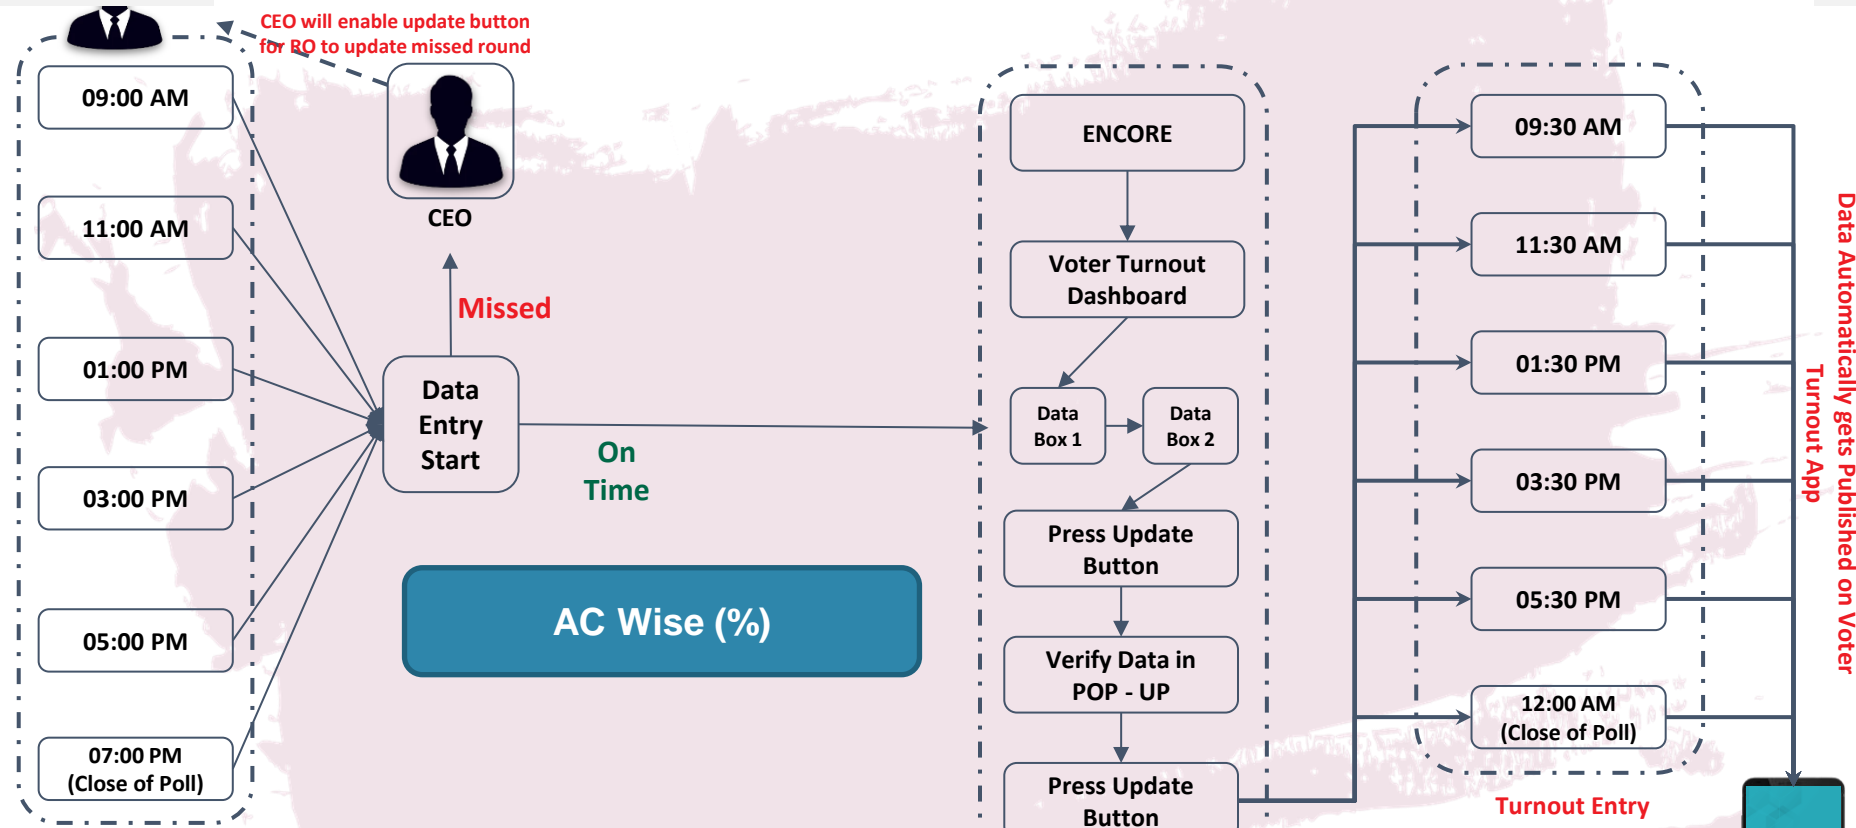 CEO will enable update button
for RO to update missed round
09:00 AM
11:00 AM
01:00 PM
03:00 PM
05:00 PM
07:00 PM
(Close of Poll)
CEO
Missed
Data
Entry
Start
On
Time
AC Wise (%)
ENCORE
Voter Turnout
Dashboard
Data
Box 1
Data
Box 2
Press Update
Button
Verify Data in
POP - UP
Press Update
Button
09:30 AM
11:30 AM
01:30 PM
03:30 PM
05:30 PM
12:00 AM
(Close of Poll)
Turnout Entry
Data Automatically gets Published on Voter
Turnout App